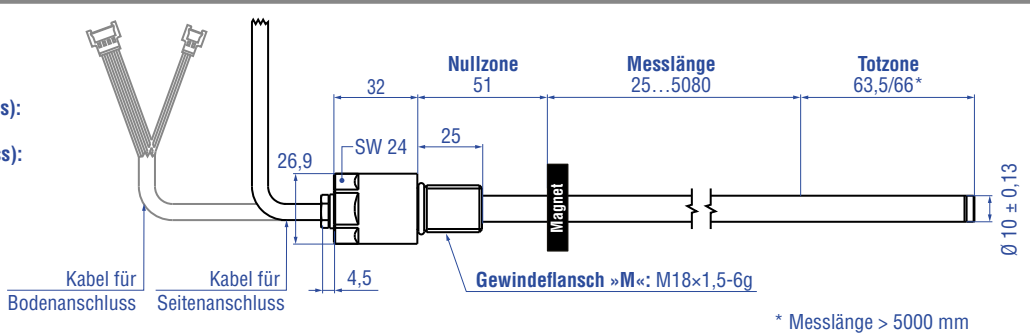 Nullzone
51
Messlänge
25…5080
Totzone
63,5/66*
32
s):
25
SW 24
ss):
26,9
Magnet
Ø 10 ± 0,13
Kabel für
Bodenanschluss
Kabel für
Seitenanschluss
4,5
Gewindeflansch »M«: M18×1,5-6g
* Messlänge > 5000 mm